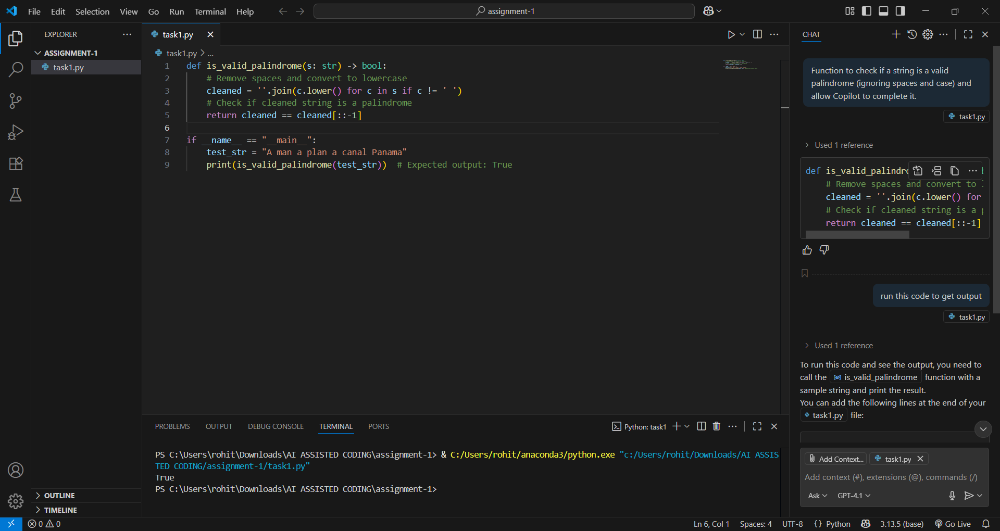 File Edit Selection View Go Run Terminal Help
assignment-1
EXPLORER
ASSIGNMENT-1
task1.py
OUTLINE
TIMELINE
task1.py
task1.py > ...
1 def is_valid_palindrome(s: str) -> bool:
2 # Remove spaces and convert to lowercase
3 cleaned = ''.join(c.lower() for c in s if c != ' ')
4 # Check if cleaned string is a palindrome
5 return cleaned == cleaned[::-1]
6
7 if __name__ == "__main__":
8 test_str = "A man a plan a canal Panama"
9 print(is_valid_palindrome(test_str)) # Expected output: True
PROBLEMS OUTPUT DEBUG CONSOLE TERMINAL PORTS
Python: task1
PS C:\Users\rohit\Downloads\AI ASSISTED CODING\assignment-1> & C:/Users/rohit/anaconda3/python.exe "c:/Users/rohit/Downloads/AI ASSIS
TED CODING/assignment-1/task1.py"
True
PS C:\Users\rohit\Downloads\AI ASSISTED CODING\assignment-1>
CHAT
Function to check if a string is a valid
palindrome (ignoring spaces and case) and
allow Copilot to complete it.
task1.py
Used 1 reference
def is_valid_palindr
# Remove spaces and convert to
cleaned = ''.join(c.lower() for
# Check if cleaned string is a
return cleaned == cleaned[::-1]
run this code to get output
task1.py
Used 1 reference
To run this code and see the output, you need to
call the is_valid_palindrome function with a
sample string and print the result.
You can add the following lines at the end of your
task1.py file:
Add Context... task1.py
Add context (#), extensions (@), commands (/)
Ask GPT-4.1
0 0
Ln 6, Col 1 Spaces: 4 UTF-8 {} Python 3.13.5 (base) Go Live